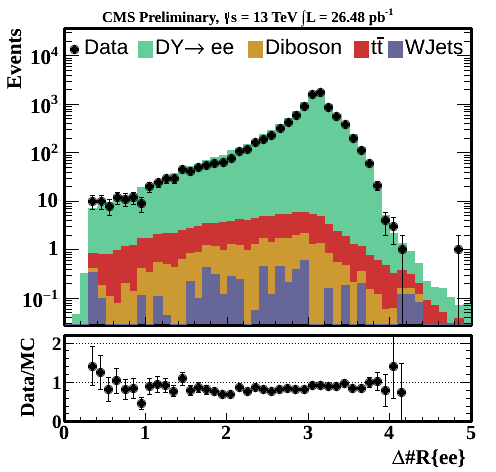 CMS Preliminary, √s = 13 TeV ∫L = 26.48 pb⁻¹
Events
Data DY→ ee Diboson tt̄ WJets
10⁴
10³
10²
10
1
10⁻¹
Data/MC
2
1
0
0 1 2 3 4 5
Δ#R{ee}